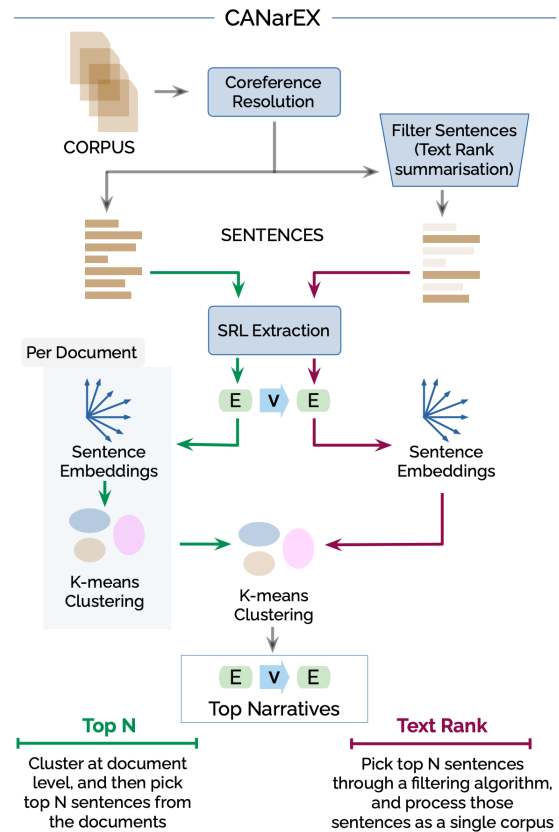 CANarEX
Coreference
Resolution
CORPUS
Filter Sentences
(Text Rank
summarisation)
SENTENCES
SRL Extraction
Per Document
E V E
Sentence
Embeddings
Sentence
Embeddings
K-means
Clustering
K-means
Clustering
E V E
Top Narratives
Top N
Cluster at document
level, and then pick
top N sentences from
the documents
Text Rank
Pick top N sentences
through a filtering algorithm,
and process those
sentences as a single corpus